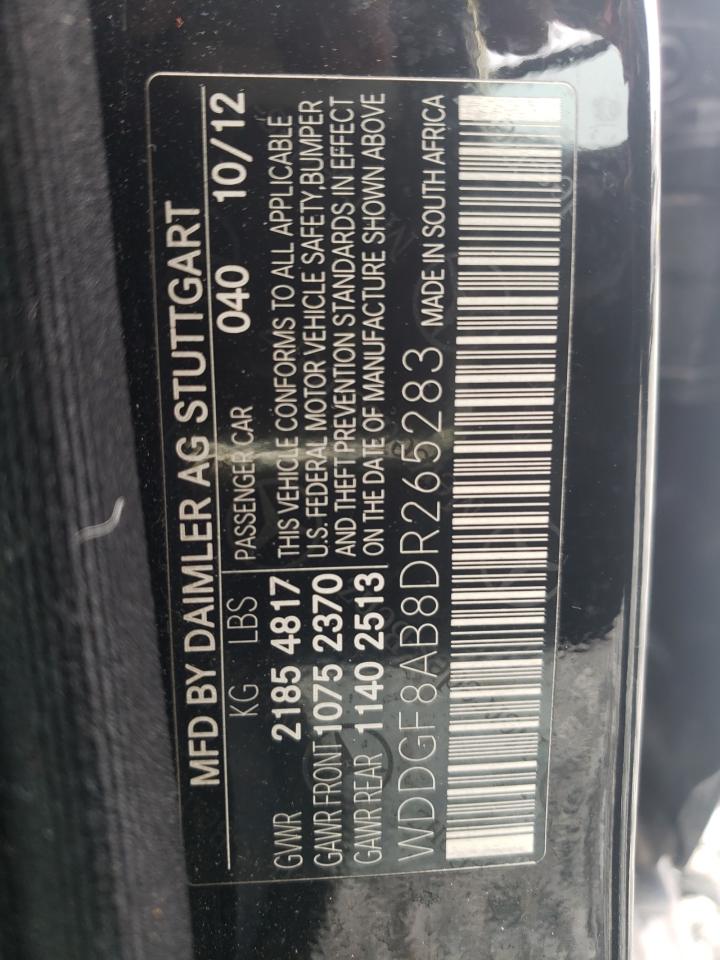 MFD BY DAIMLER AG STUTTGART
KG LBS 040 10/12
PASSENGER CAR
GVWR 2185 4817
GAWR FRONT 1075 2370
GAWR REAR 1140 2513
THIS VEHICLE CONFORMS TO ALL APPLICABLE
U.S. FEDERAL MOTOR VEHICLE SAFETY,BUMPER
AND THEFT PREVENTION STANDARDS IN EFFECT
ON THE DATE OF MANUFACTURE SHOWN ABOVE
WDDGF8AB8DR265283 MADE IN SOUTH AFRICA